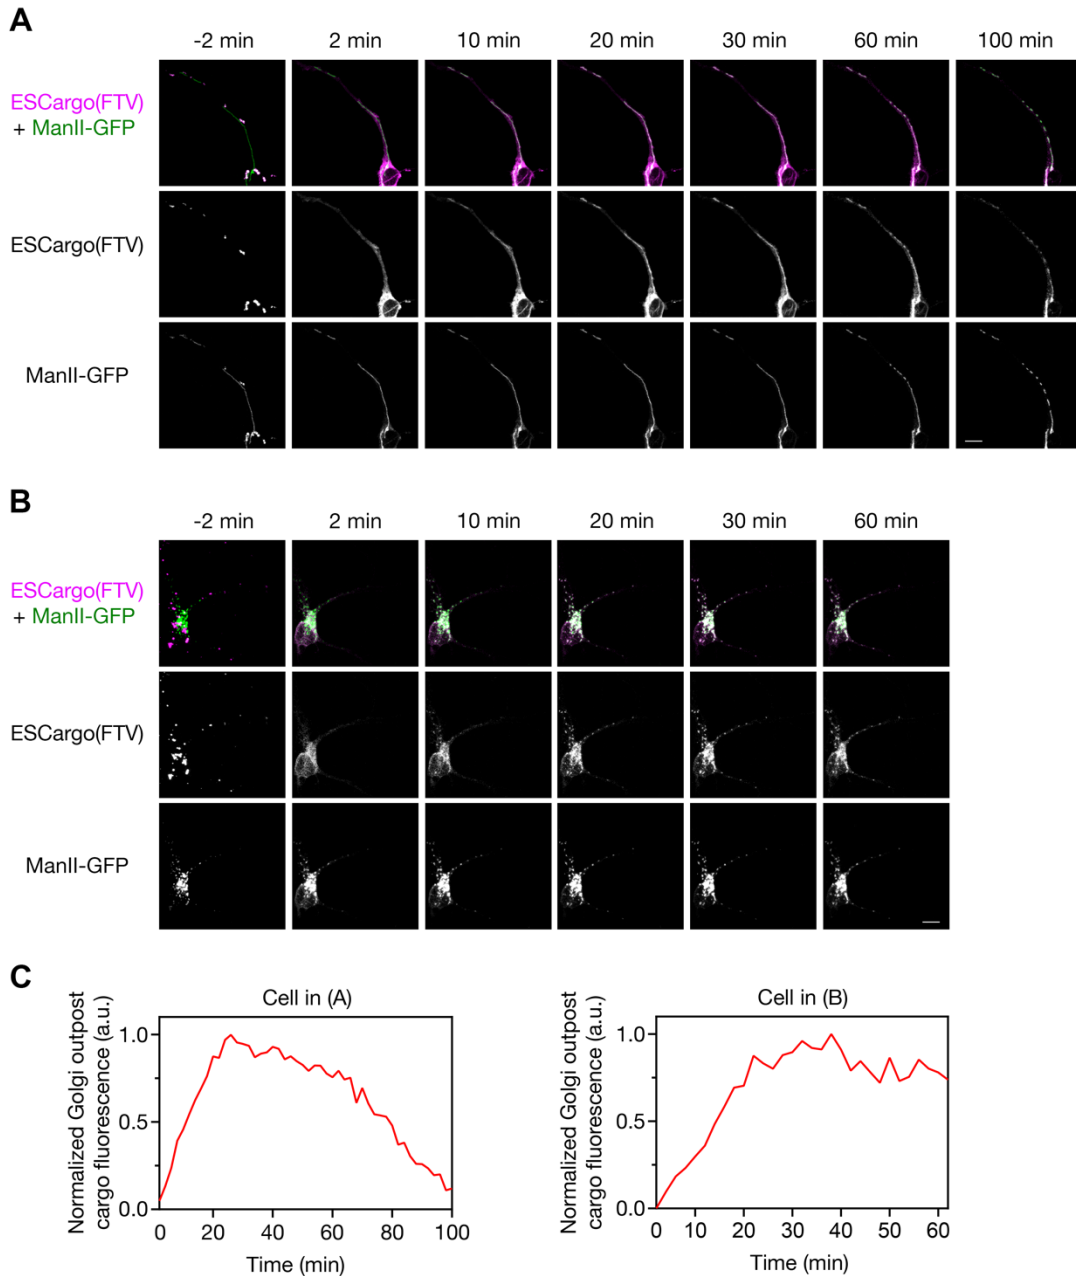 A
-2 min 2 min 10 min 20 min 30 min 60 min 100 min
ESCargo(FTV)
+ ManII-GFP
ESCargo(FTV)
ManII-GFP
B
-2 min 2 min 10 min 20 min 30 min 60 min
ESCargo(FTV)
+ ManII-GFP
ESCargo(FTV)
ManII-GFP
C
Cell in (A)
Normalized Golgi outpost
cargo fluorescence (a.u.)
1.0
0.5
0.0
0 20 40 60 80 100
Time (min)
Cell in (B)
Normalized Golgi outpost
cargo fluorescence (a.u.)
1.0
0.5
0.0
0 10 20 30 40 50 60
Time (min)